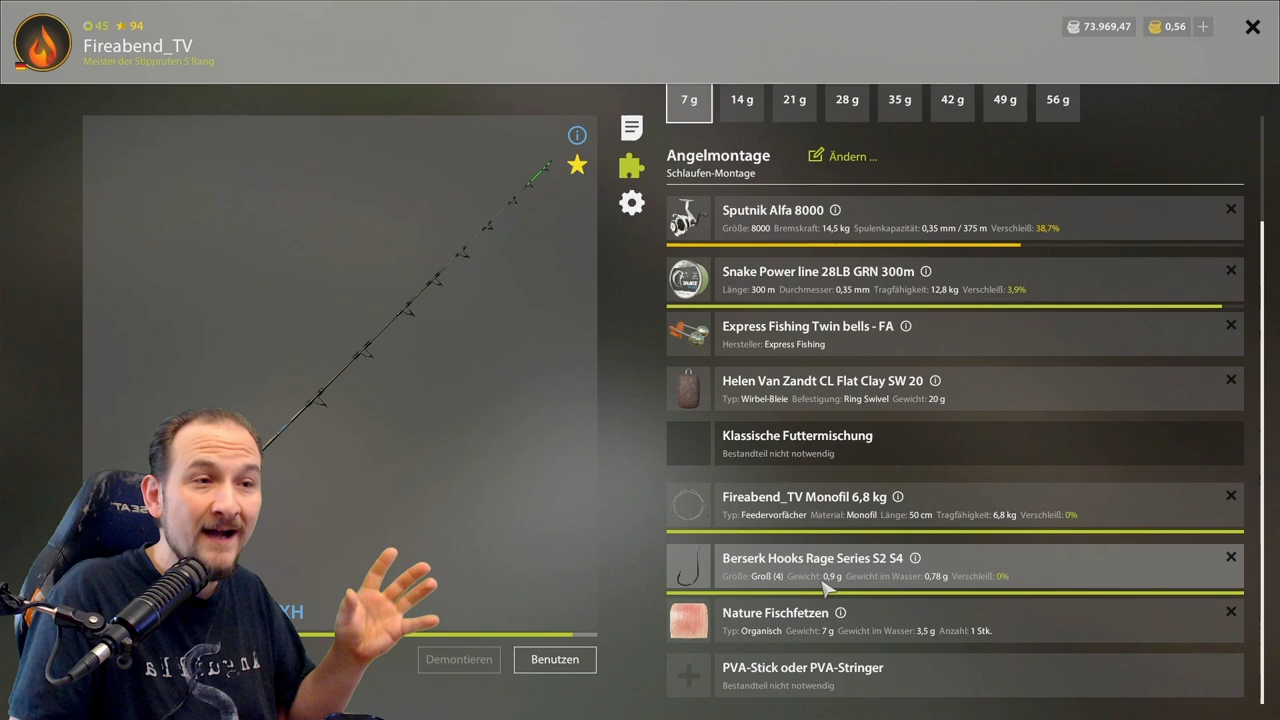 45 94
Fireabend_TV
Meister der Stippruten 5 Rang
73.969,47
0,56
7 g
14 g
21 g
28 g
35 g
42 g
49 g
56 g
Angelmontage
Ändern ...
Schlaufen-Montage
Sputnik Alfa 8000
Größe: 8000 Bremskraft: 14,5 kg Spulenkapazität: 0,35 mm / 375 m Verschleiß: 38,7%
Snake Power line 28LB GRN 300m
Länge: 300 m Durchmesser: 0,35 mm Tragfähigkeit: 12,8 kg Verschleiß: 3,9%
Express Fishing Twin bells - FA
Hersteller: Express Fishing
Helen Van Zandt CL Flat Clay SW 20
Typ: Wirbel-Bleie Befestigung: Ring Swivel Gewicht: 20 g
Klassische Futtermischung
Bestandteil nicht notwendig
Fireabend_TV Monofil 6,8 kg
Typ: Feedervorfächer Material: Monofil Länge: 50 cm Tragfähigkeit: 6,8 kg Verschleiß: 0%
Berserk Hooks Rage Series S2 S4
Größe: Groß (4) Gewicht: 0,9 g Gewicht im Wasser: 0,78 g Verschleiß: 0%
Nature Fischfetzen
Typ: Organisch Gewicht: 7 g Gewicht im Wasser: 3,5 g Anzahl: 1 Stk.
PVA-Stick oder PVA-Stringer
Bestandteil nicht notwendig
XH
Demontieren
Benutzen